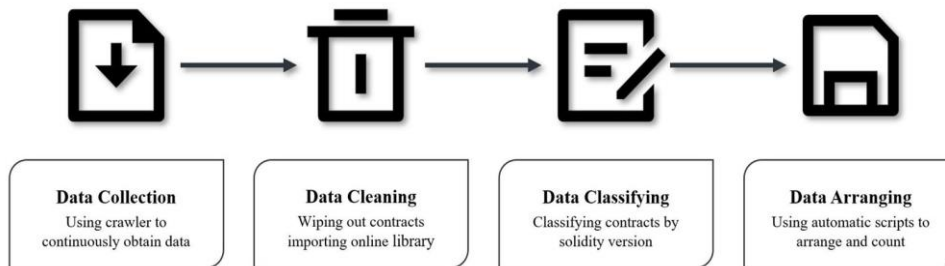 Data Collection
Using crawler to
continuously obtain data
Data Cleaning
Wiping out contracts
importing online library
Data Classifying
Classifying contracts by
solidity version
Data Arranging
Using automatic scripts to
arrange and count